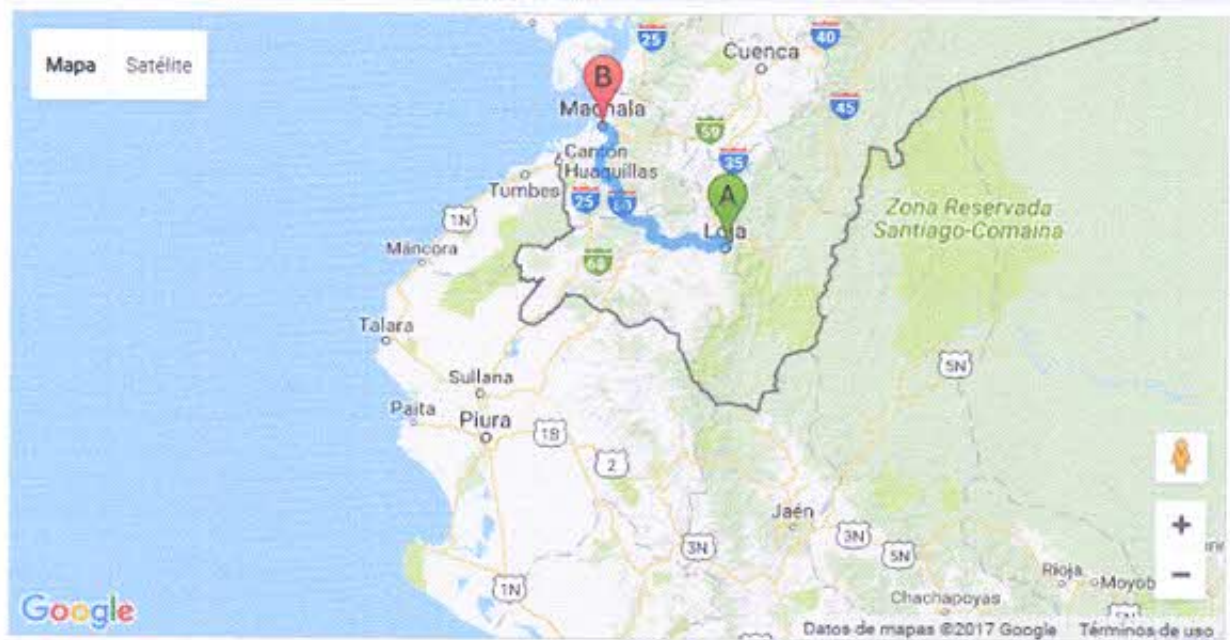 Mapa Satélite
25
40
Cuenca
B
45
Machala
59
Cantón
Huaquillas
35
Tumbes
25
A
Zona Reservada
Santiago-Comaina
1N
Loja
Máncora
68
Talara
5N
Sullana
Paita
Piura
1B
2
Jaén
3N
3N
5N
Rioja
Moyob
1N
Chachapoyas
Google
Datos de mapas ©2017 Google Términos de uso